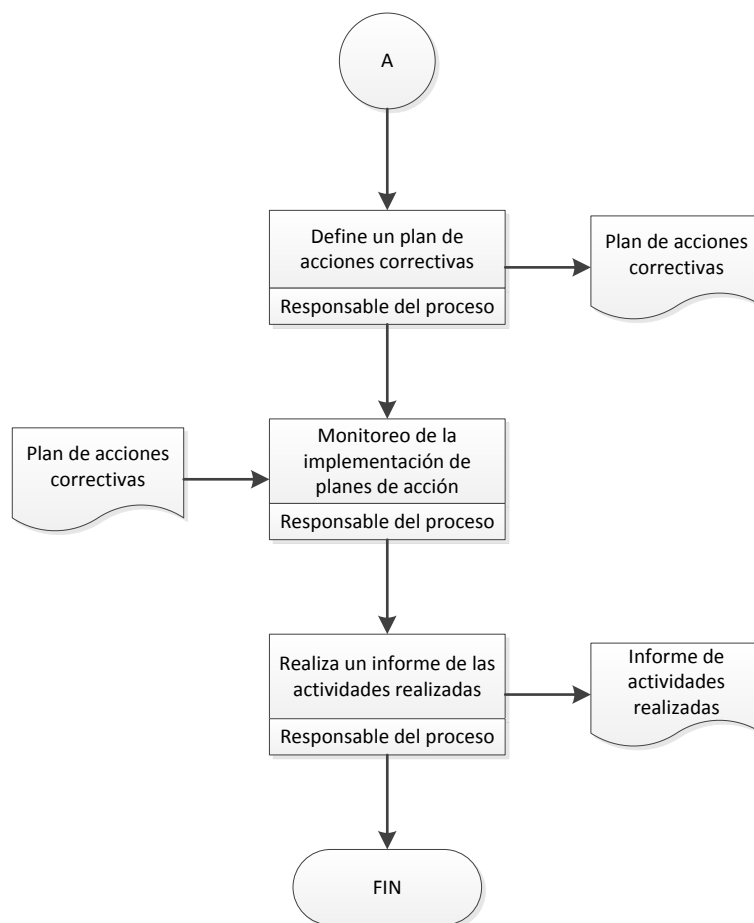 A
Define un plan de
acciones correctivas
Responsable del proceso
Plan de acciones
correctivas
Plan de acciones
correctivas
Monitoreo de la
implementación de
planes de acción
Responsable del proceso
Realiza un informe de las
actividades realizadas
Responsable del proceso
Informe de
actividades
realizadas
FIN